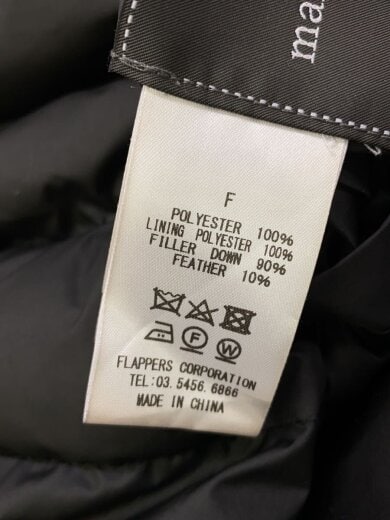 ma
F
POLYESTER 100%
LINING POLYESTER 100%
FILLER DOWN 90%
FEATHER 10%
F W
FLAPPERS CORPORATION
TEL:03.5456.6866
MADE IN CHINA